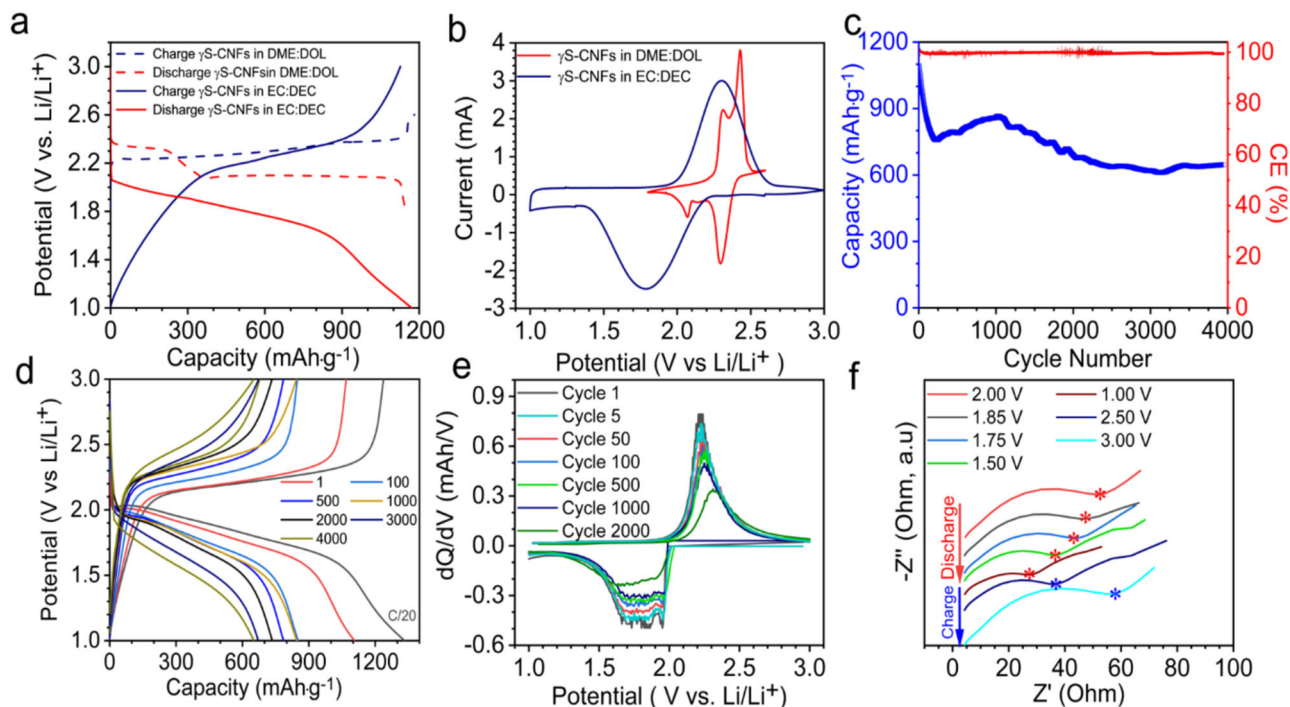 a
Charge γS-CNFs in DME:DOL
Discharge γS-CNFsin DME:DOL
Charge γS-CNFs in EC:DEC
Disharge γS-CNFs in EC:DEC
3.0
2.6
2.2
1.8
1.4
1.0
Potential (V vs. Li/Li+)
0 300 600 900 1200
Capacity (mAh·g-1)
b
γS-CNFs in DME:DOL
γS-CNFs in EC:DEC
4
3
2
1
0
-1
-2
-3
Current (mA)
1.0 1.5 2.0 2.5 3.0
Potential (V vs Li/Li+ )
c
1200
900
600
300
0
Capacity (mAh·g-1)
100
80
60
40
20
0
CE (%)
0 1000 2000 3000 4000
Cycle Number
d
3.0
2.5
2.0
1.5
1.0
Potential (V vs Li/Li+)
1 100
500 1000
2000 3000
4000
C/20
0 300 600 900 1200
Capacity (mAh·g-1)
e
Cycle 1
Cycle 5
Cycle 50
Cycle 100
Cycle 500
Cycle 1000
Cycle 2000
0.9
0.6
0.3
0.0
-0.3
-0.6
dQ/dV (mAh/V)
1.0 1.5 2.0 2.5 3.0
Potential ( V vs. Li/Li+)
f
2.00 V 1.00 V
1.85 V 2.50 V
1.75 V 3.00 V
1.50 V
-Z" (Ohm, a.u)
Discharge
Charge
* * * * * * *
0 20 40 60 80 100
Z' (Ohm)